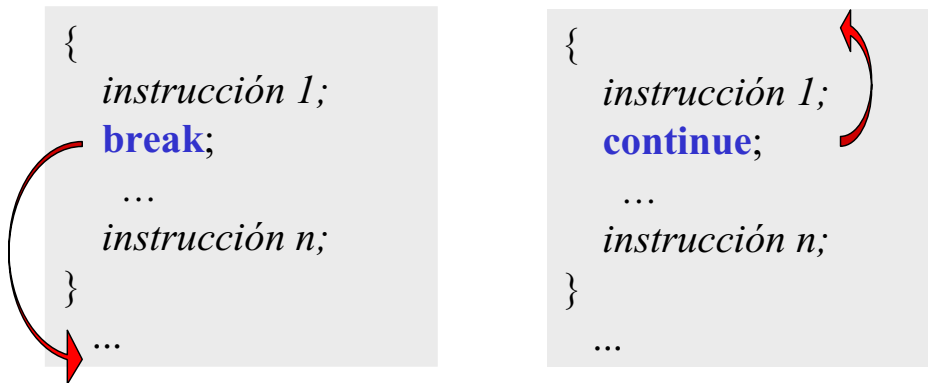 {
instrucción 1;
break;
...
instrucción n;
}
...
{
instrucción 1;
continue;
...
instrucción n;
}
...